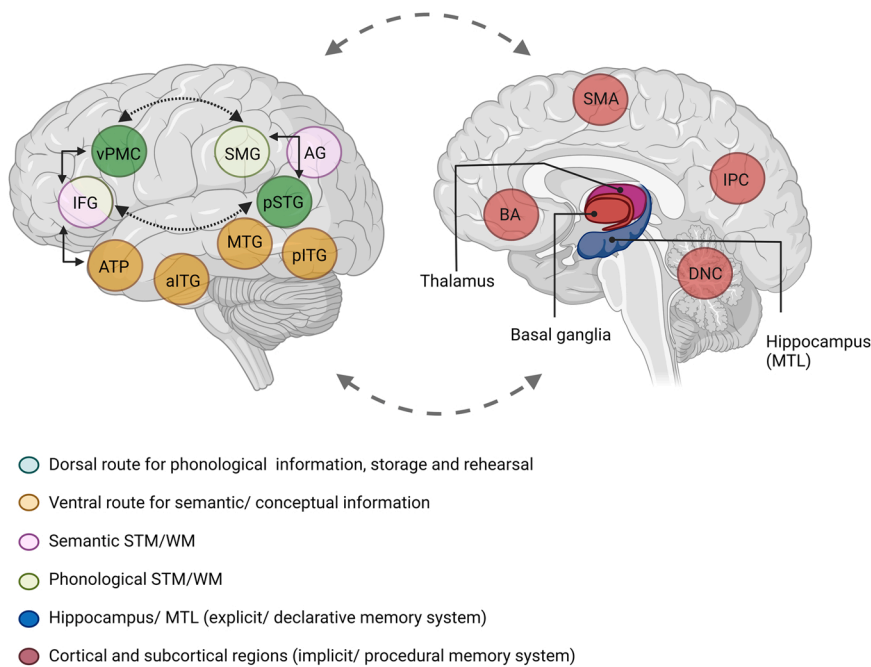 SMA
vPMC
SMG
AG
IPC
IFG
pSTG
BA
MTG
pITG
ATP
aITG
DNC
Thalamus
Basal ganglia
Hippocampus
(MTL)
Dorsal route for phonological information, storage and rehearsal
Ventral route for semantic/ conceptual information
Semantic STM/WM
Phonological STM/WM
Hippocampus/ MTL (explicit/ declarative memory system)
Cortical and subcortical regions (implicit/ procedural memory system)